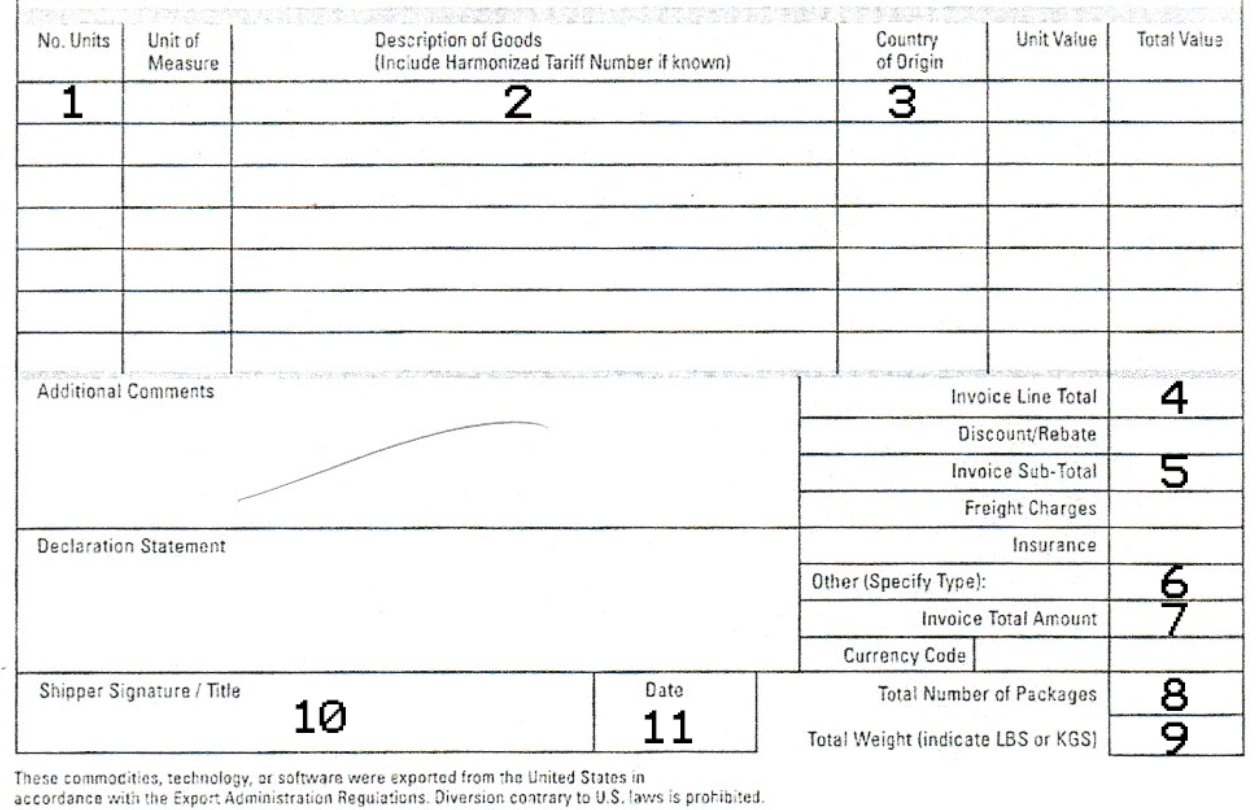 No. Units Unit of Measure Description of Goods (Include Harmonized Tariff Number if known) Country of Origin Unit Value Total Value
1 2 3
Additional Comments
Invoice Line Total 4
Discount/Rebate
Invoice Sub-Total 5
Freight Charges
Declaration Statement
Insurance
Other (Specify Type): 6
Invoice Total Amount 7
Currency Code
Shipper Signature / Title 10
Date 11
Total Number of Packages 8
Total Weight (indicate LBS or KGS) 9
These commodities, technology, or software were exported from the United States in
accordance with the Export Administration Regulations. Diversion contrary to U.S. laws is prohibited.